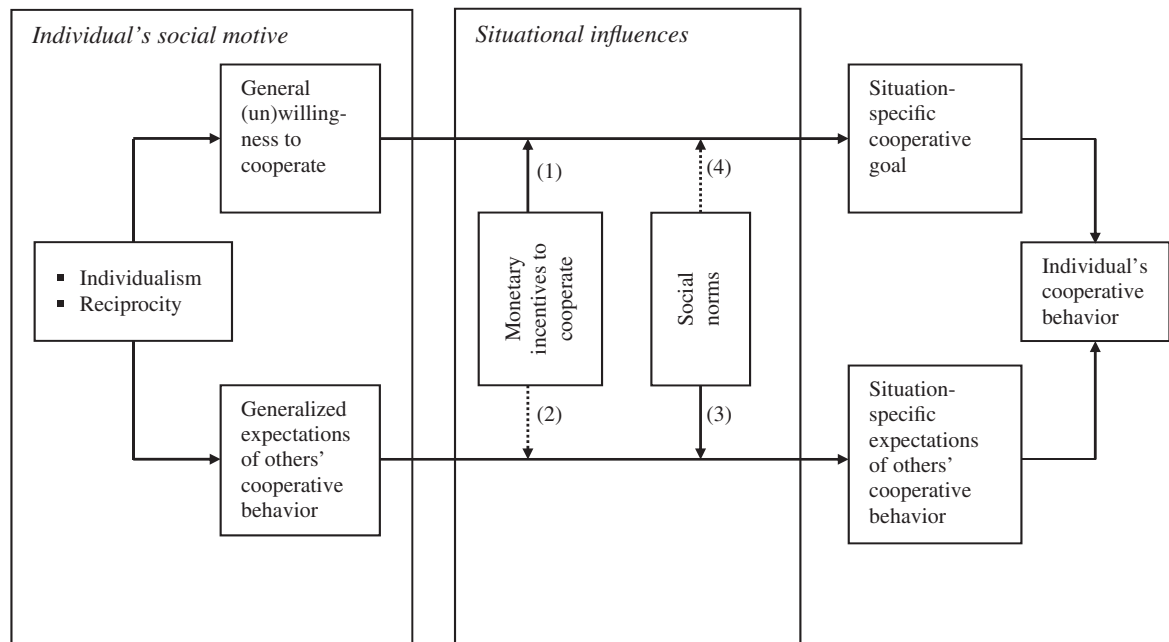 Individual's social motive
Situational influences
General
(un)willing-
ness to
cooperate
Situation-
specific
cooperative
goal
(1)
(4)
▪ Individualism
▪ Reciprocity
Monetary
incentives to
cooperate
Social
norms
Individual's
cooperative
behavior
Generalized
expectations
of others'
cooperative
behavior
(2)
(3)
Situation-
specific
expectations
of others'
cooperative
behavior